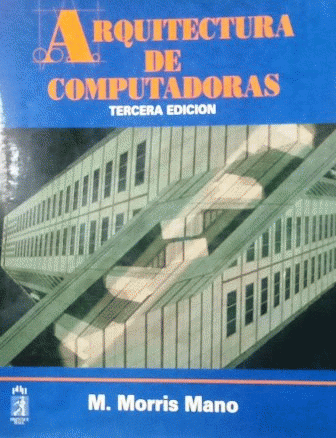 ARQUITECTURA
DE
COMPUTADORAS
TERCERA EDICION
M. Morris Mano